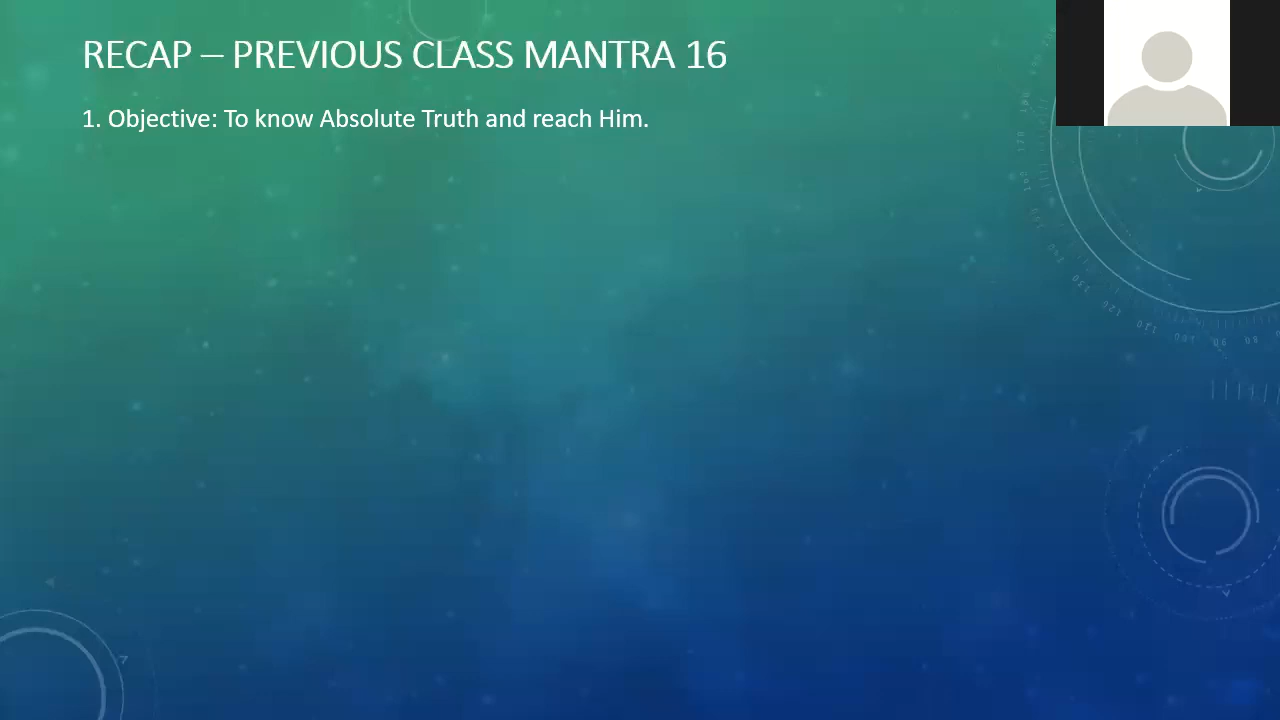 RECAP – PREVIOUS CLASS MANTRA 16
1. Objective: To know Absolute Truth and reach Him.